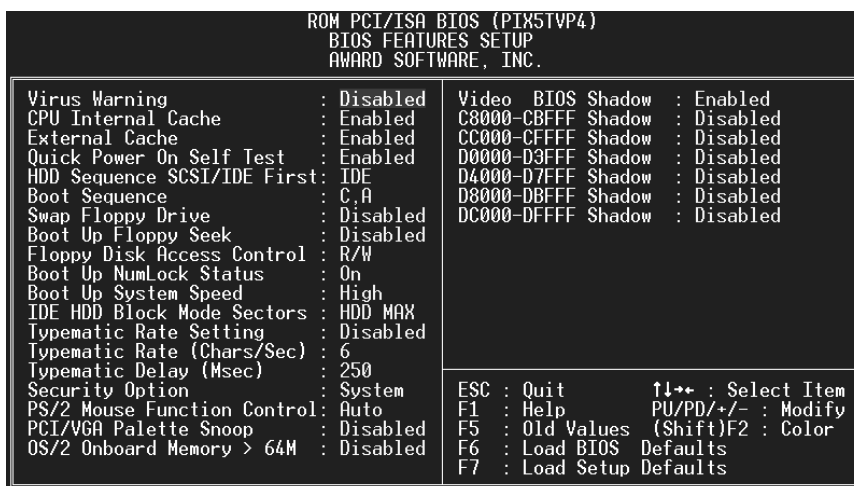 ROM PCI/ISA BIOS (PIX5TVP4)
BIOS FEATURES SETUP
AWARD SOFTWARE, INC.
Virus Warning : Disabled
CPU Internal Cache : Enabled
External Cache : Enabled
Quick Power On Self Test : Enabled
HDD Sequence SCSI/IDE First: IDE
Boot Sequence : C,A
Swap Floppy Drive : Disabled
Boot Up Floppy Seek : Disabled
Floppy Disk Access Control : R/W
Boot Up NumLock Status : On
Boot Up System Speed : High
IDE HDD Block Mode Sectors : HDD MAX
Typematic Rate Setting : Disabled
Typematic Rate (Chars/Sec) : 6
Typematic Delay (Msec) : 250
Security Option : System
PS/2 Mouse Function Control: Auto
PCI/VGA Palette Snoop : Disabled
OS/2 Onboard Memory > 64M : Disabled
Video BIOS Shadow : Enabled
C8000-CBFFF Shadow : Disabled
CC000-CFFFF Shadow : Disabled
D0000-D3FFF Shadow : Disabled
D4000-D7FFF Shadow : Disabled
D8000-DBFFF Shadow : Disabled
DC000-DFFFF Shadow : Disabled
ESC : Quit ↑↓→← : Select Item
F1 : Help PU/PD/+/- : Modify
F5 : Old Values (Shift)F2 : Color
F6 : Load BIOS Defaults
F7 : Load Setup Defaults